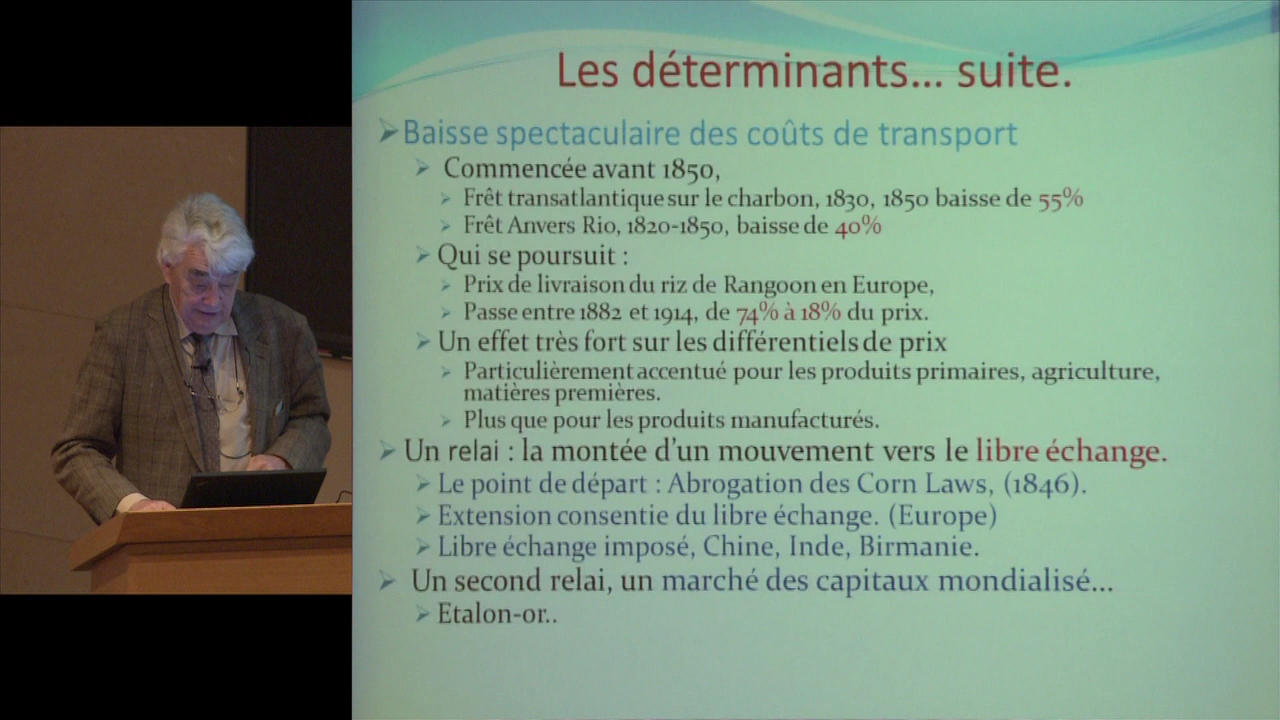 Les déterminants... suite.
Baisse spectaculaire des coûts de transport
Commencée avant 1850,
Frêt transatlantique sur le charbon, 1830, 1850 baisse de 55%
Frêt Anvers Rio, 1820-1850, baisse de 40%
Qui se poursuit :
Prix de livraison du riz de Rangoon en Europe,
Passe entre 1882 et 1914, de 74% à 18% du prix.
Un effet très fort sur les différentiels de prix
Particulièrement accentué pour les produits primaires, agriculture,
matières premières.
Plus que pour les produits manufacturés.
Un relai : la montée d'un mouvement vers le libre échange.
Le point de départ : Abrogation des Corn Laws, (1846).
Extension consentie du libre échange. (Europe)
Libre échange imposé, Chine, Inde, Birmanie.
Un second relai, un marché des capitaux mondialisé...
Etalon-or..